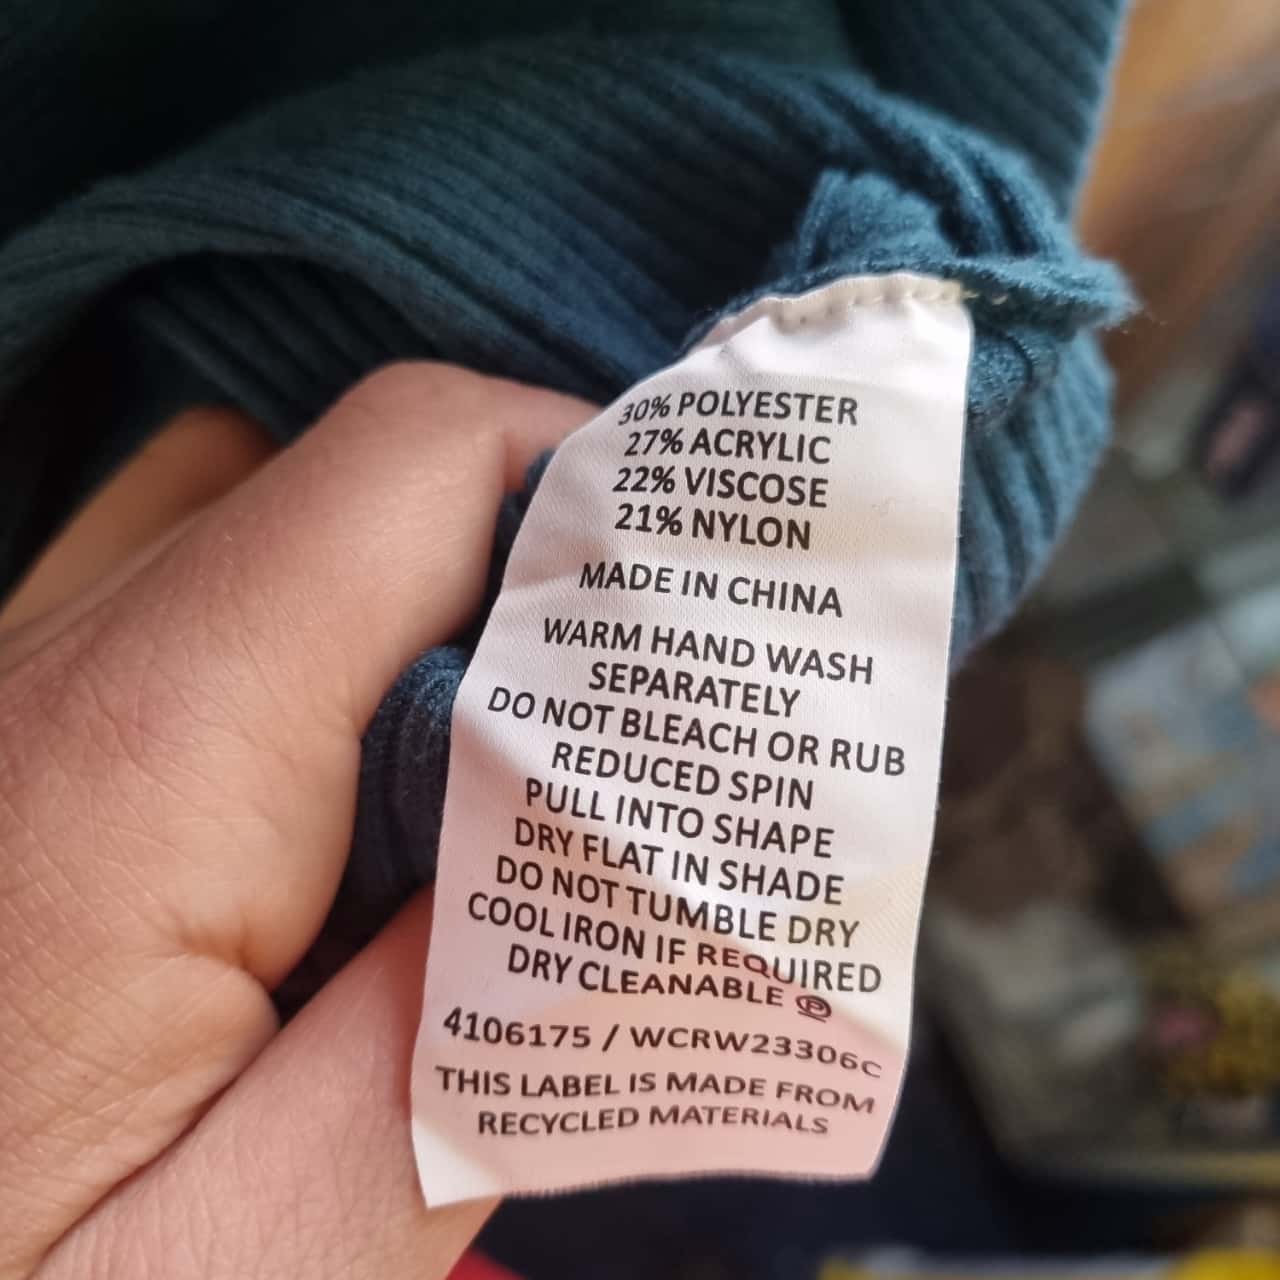 30% POLYESTER
27% ACRYLIC
22% VISCOSE
21% NYLON
MADE IN CHINA
WARM HAND WASH
SEPARATELY
DO NOT BLEACH OR RUB
REDUCED SPIN
PULL INTO SHAPE
DRY FLAT IN SHADE
DO NOT TUMBLE DRY
COOL IRON IF REQUIRED
DRY CLEANABLE Ⓟ
4106175 / WCRW23306C
THIS LABEL IS MADE FROM
RECYCLED MATERIALS